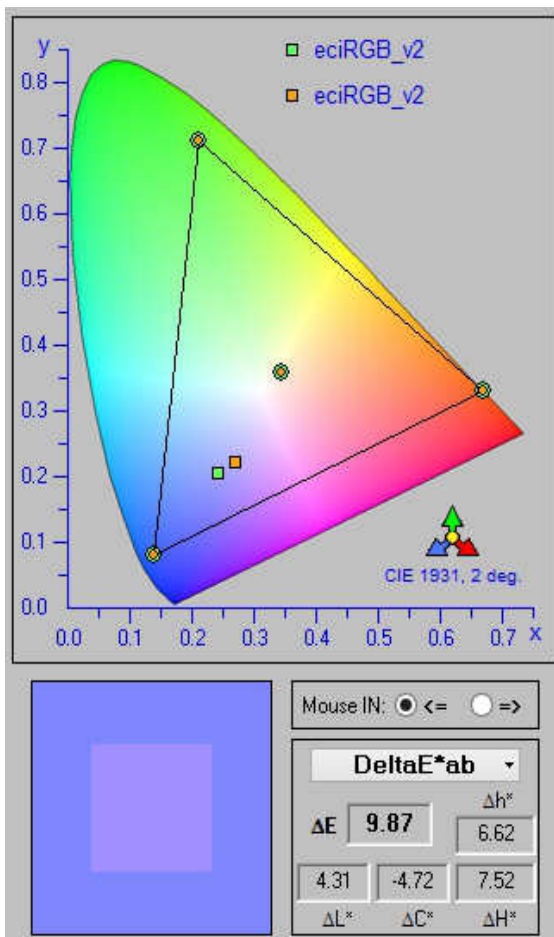 y
eciRGB_v2
eciRGB_v2
0.8
0.7
0.6
0.5
0.4
0.3
0.2
0.1
0.0
0.0 0.1 0.2 0.3 0.4 0.5 0.6 0.7 x
CIE 1931, 2 deg.
Mouse IN: <= =>
DeltaE*ab
Δh*
ΔE 9.87 6.62
4.31 -4.72 7.52
ΔL* ΔC* ΔH*